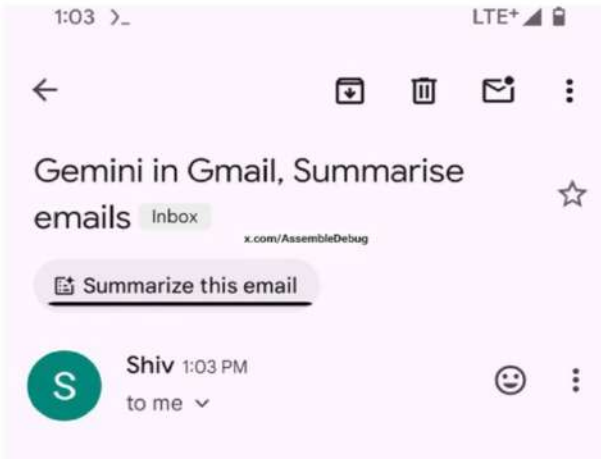 1:03 >_ LTE+
Gemini in Gmail, Summarise
emails Inbox
x.com/AssembleDebug
Summarize this email
S
Shiv 1:03 PM
to me